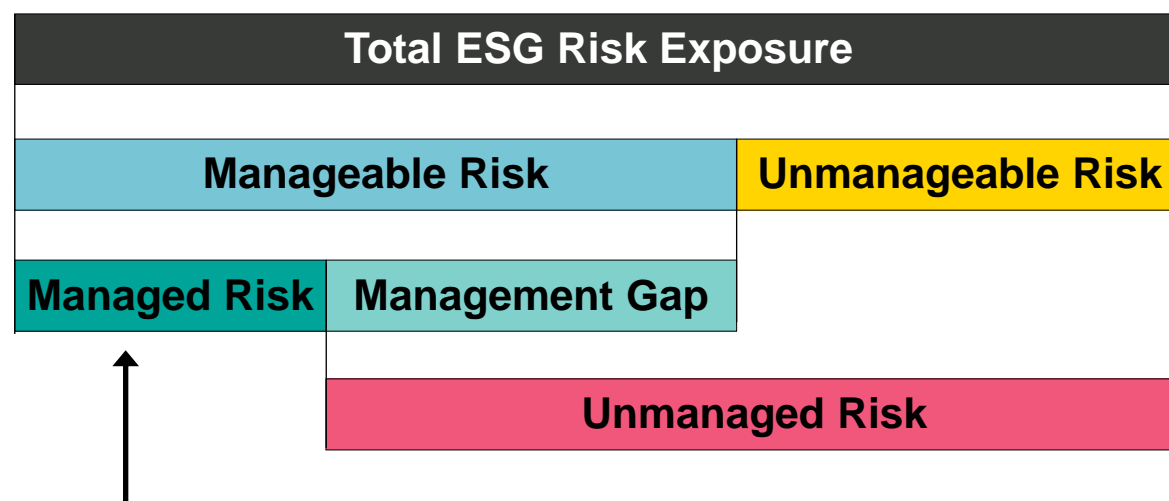 Total ESG Risk Exposure
Manageable Risk Unmanageable Risk
Managed Risk Management Gap
Unmanaged Risk